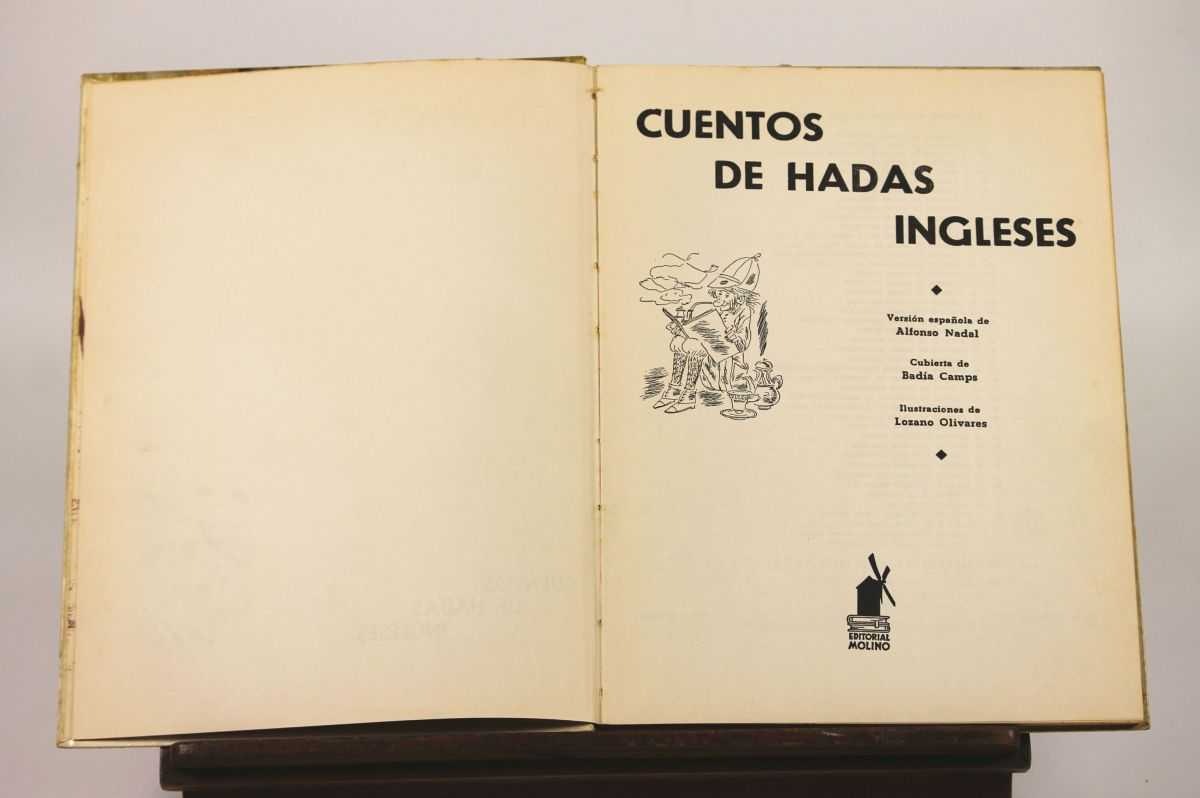 CUENTOS
DE HADAS
INGLESES
Versión española de
Alfonso Nadal
Cubierta de
Badía Camps
Ilustraciones de
Lozano Olivares
EDITORIAL
MOLINO